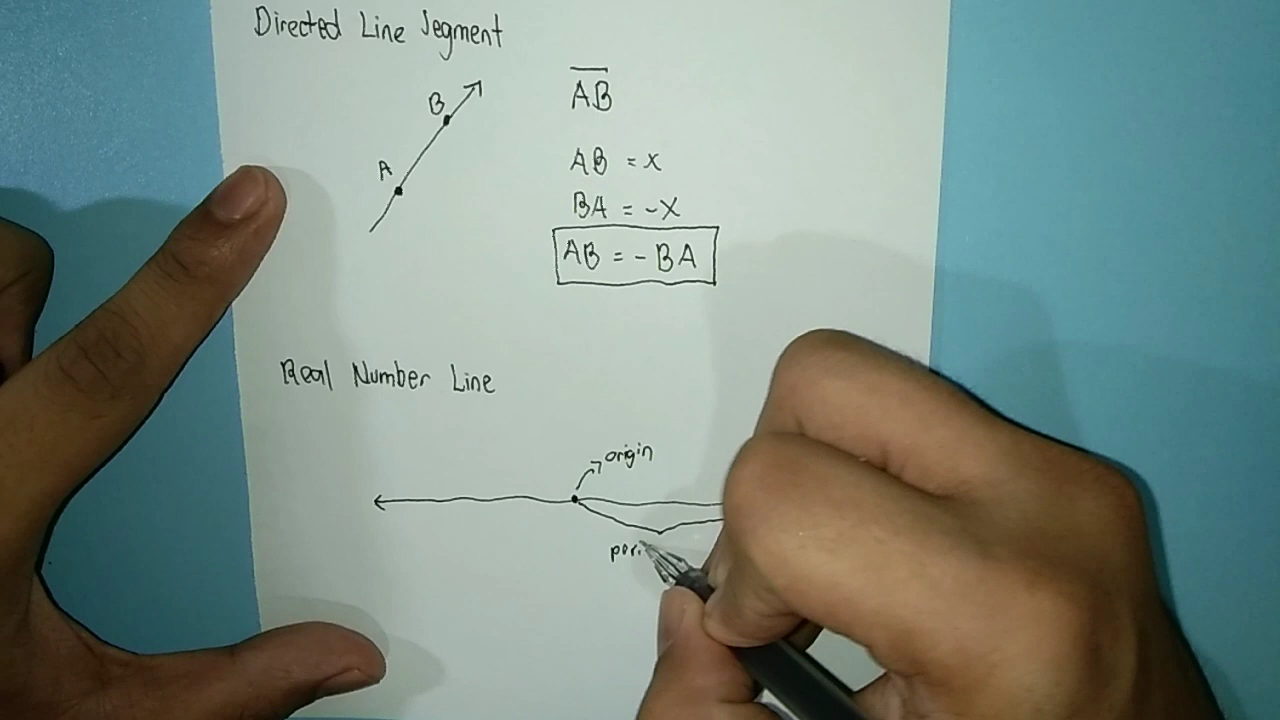 Directed Line Segment
B
A
AB
AB = x
BA = -x
AB = - BA
Real Number Line
origin